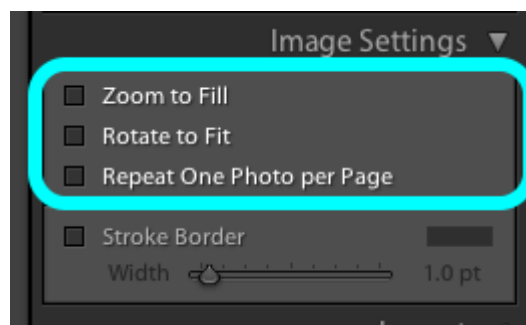 Image Settings ▼
Zoom to Fill
Rotate to Fit
Repeat One Photo per Page
Stroke Border
Width 1.0 pt